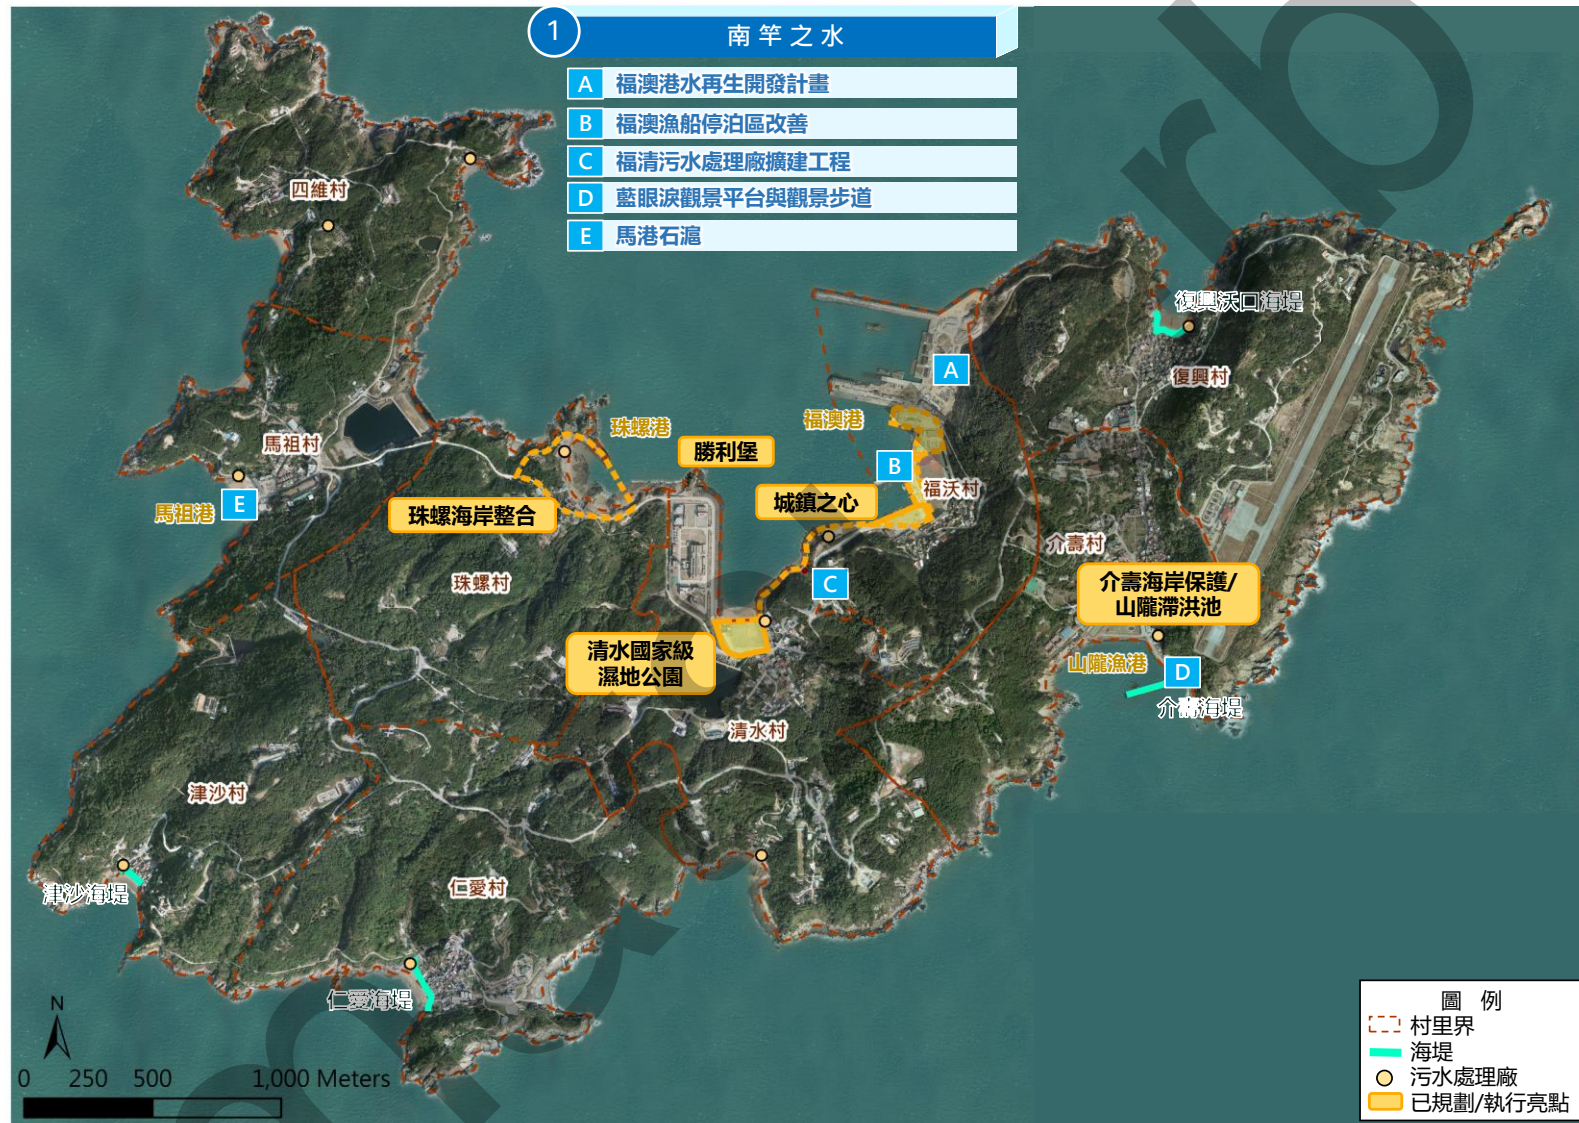 1
南竿之水
A 福澳港水再生開發計畫
B 福澳漁船停泊區改善
C 福清污水處理廠擴建工程
D 藍眼淚觀景平台與觀景步道
E 馬港石滬
四維村
復興沃口海堤
A
復興村
福澳港
珠螺港
馬祖村
勝利堡
B
福沃村
E
馬祖港
城鎮之心
珠螺海岸整合
介壽村
珠螺村
C
介壽海岸保護/
山隴滯洪池
清水國家級
濕地公園
山隴漁港
D
介壽海堤
清水村
津沙村
津沙海堤
仁愛村
仁愛海堤
N
0 250 500 1,000 Meters
圖 例
村里界
海堤
污水處理廠
已規劃/執行亮點